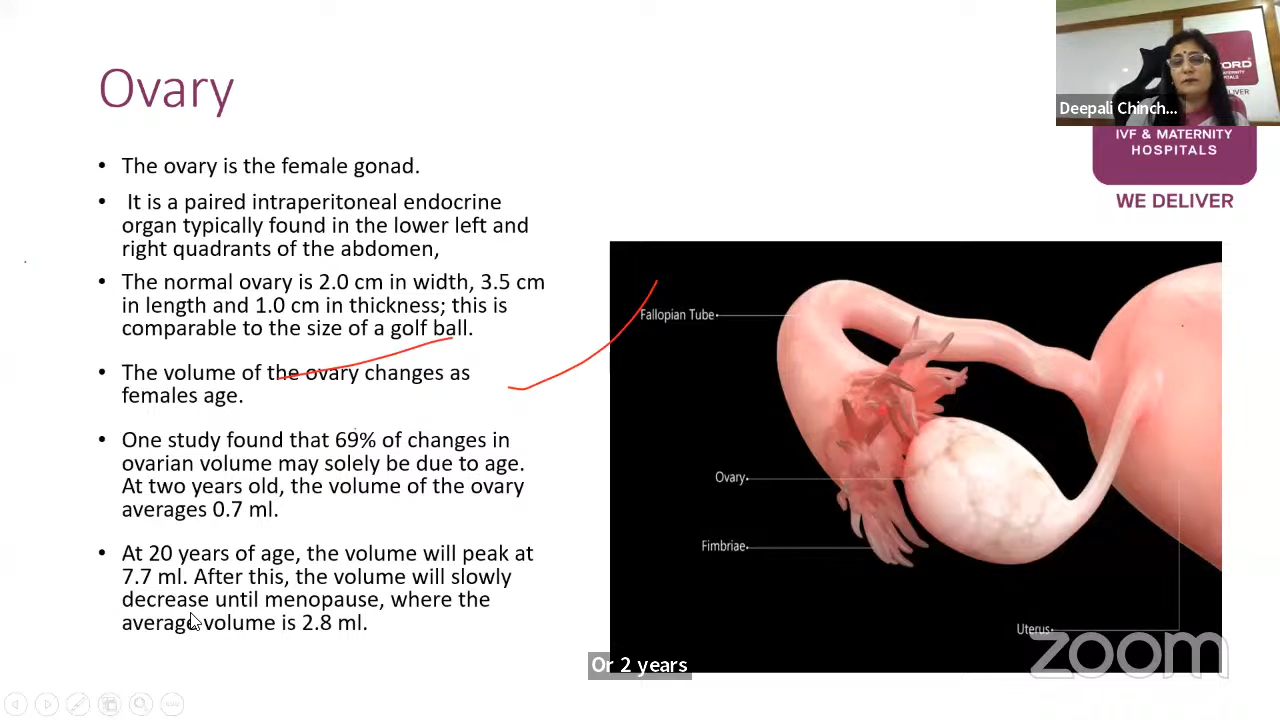 Ovary
• The ovary is the female gonad.
• It is a paired intraperitoneal endocrine
organ typically found in the lower left and
right quadrants of the abdomen,
• The normal ovary is 2.0 cm in width, 3.5 cm
in length and 1.0 cm in thickness; this is
comparable to the size of a golf ball.
• The volume of the ovary changes as
females age.
• One study found that 69% of changes in
ovarian volume may solely be due to age.
At two years old, the volume of the ovary
averages 0.7 ml.
• At 20 years of age, the volume will peak at
7.7 ml. After this, the volume will slowly
decrease until menopause, where the
average volume is 2.8 ml.
Deepali Chinch...
IVF & MATERNITY
HOSPITALS
WE DELIVER
Fallopian Tube
Ovary
Fimbriae
Uterus
Or 2 years
zoom